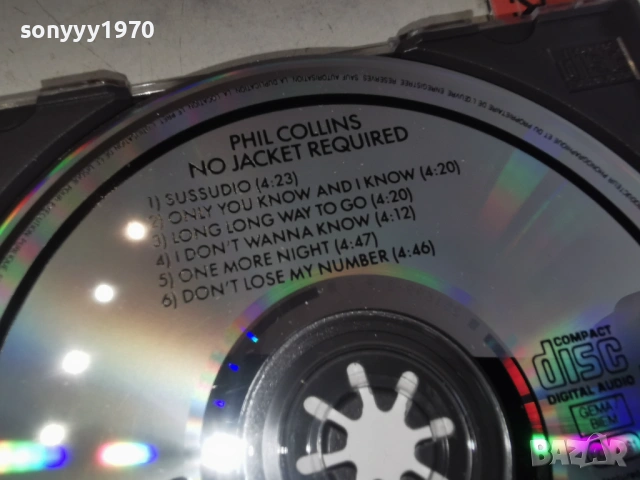 sonyyy1970
PHIL COLLINS
NO JACKET REQUIRED
1) SUSSUDIO (4:23)
2) ONLY YOU KNOW AND I KNOW (4:20)
3) LONG LONG WAY TO GO (4:20)
4) I DON'T WANNA KNOW (4:12)
5) ONE MORE NIGHT (4:47)
6) DON'T LOSE MY NUMBER (4:46)
COMPACT
disc
DIGITAL AUDIO
GEMA
BIEM
BAZAR